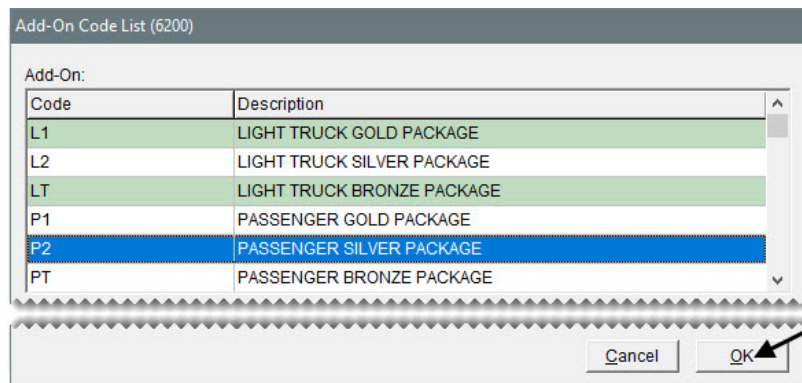 Add-On Code List (6200)
Add-On:
Code Description
L1 LIGHT TRUCK GOLD PACKAGE
L2 LIGHT TRUCK SILVER PACKAGE
LT LIGHT TRUCK BRONZE PACKAGE
P1 PASSENGER GOLD PACKAGE
P2 PASSENGER SILVER PACKAGE
PT PASSENGER BRONZE PACKAGE
Cancel OK